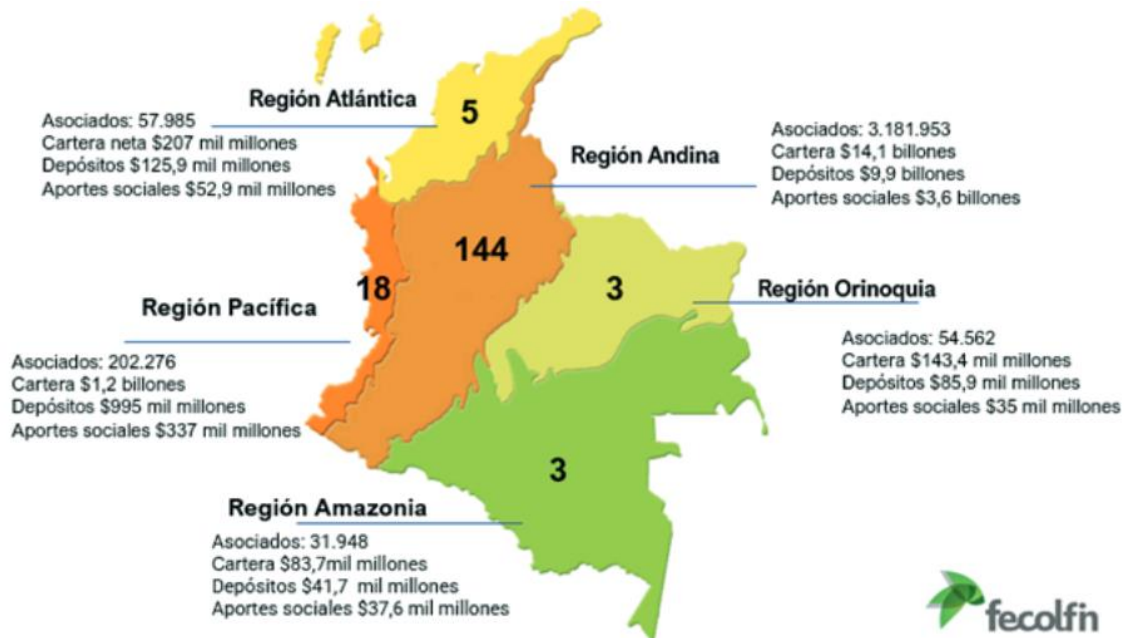 Región Atlántica
5
Asociados: 57.985
Cartera neta $207 mil millones
Depósitos $125,9 mil millones
Aportes sociales $52,9 mil millones
Región Andina
144
Asociados: 3.181.953
Cartera $14,1 billones
Depósitos $9,9 billones
Aportes sociales $3,6 billones
Región Pacífica
18
Asociados: 202.276
Cartera $1,2 billones
Depósitos $995 mil millones
Aportes sociales $337 mil millones
Región Orinoquia
3
Asociados: 54.562
Cartera $143,4 mil millones
Depósitos $85,9 mil millones
Aportes sociales $35 mil millones
Región Amazonia
3
Asociados: 31.948
Cartera $83,7mil millones
Depósitos $41,7 mil millones
Aportes sociales $37,6 mil millones
fecolfin